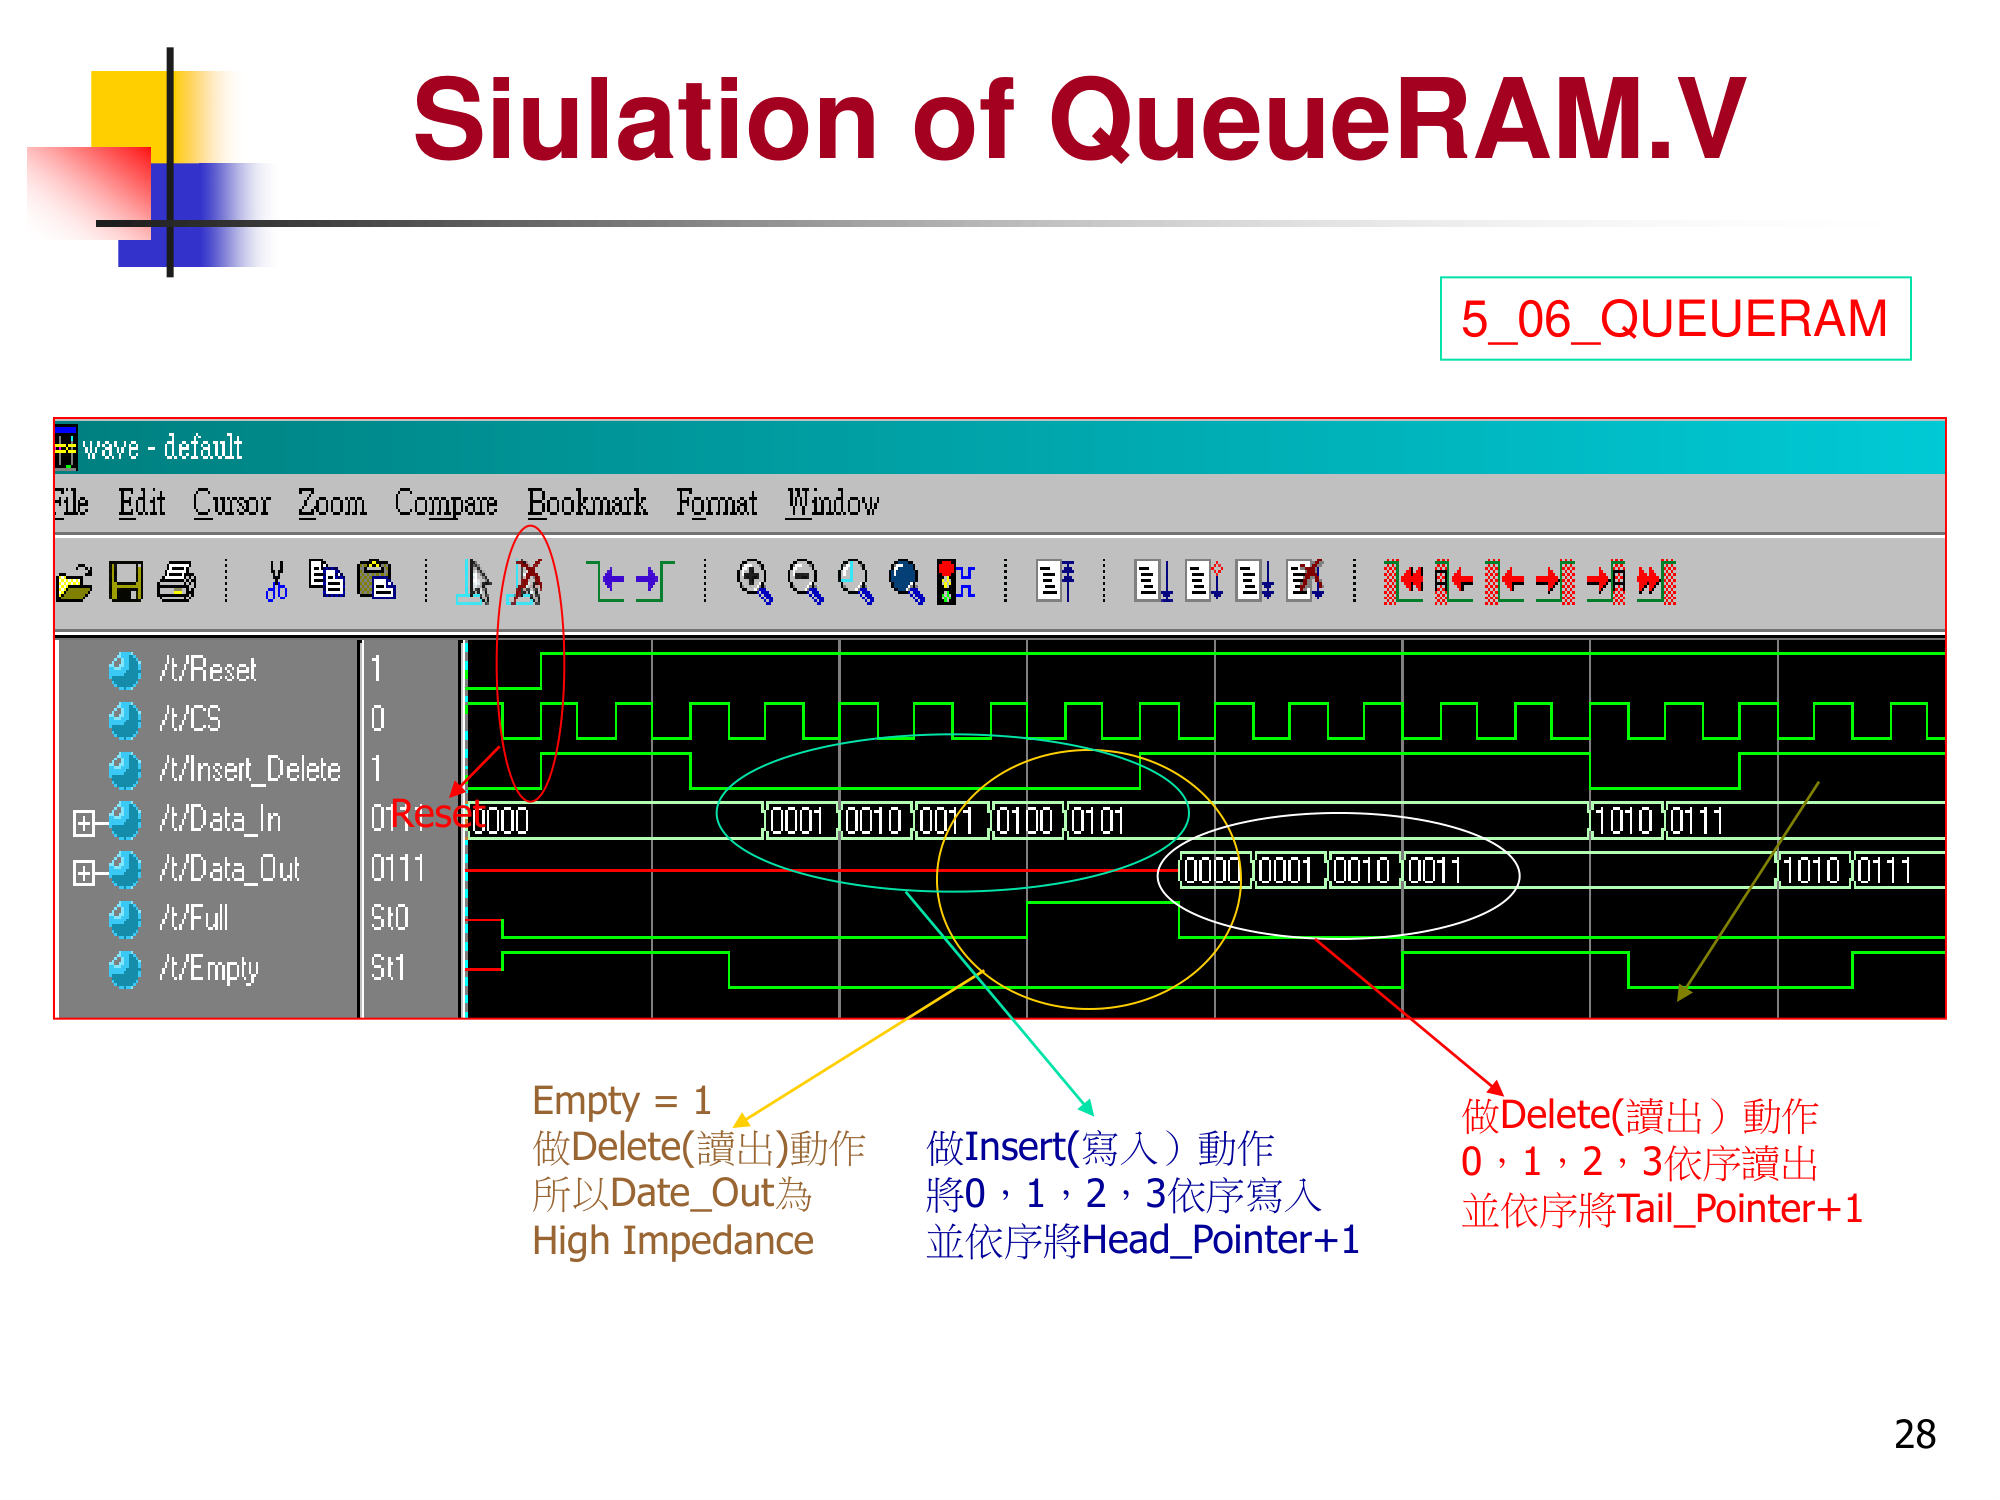 Siulation of QueueRAM.V
5_06_QUEUERAM
wave - default
File Edit Cursor Zoom Compare Bookmark Format Window
/t/Reset 1
/t/CS 0
/t/Insert_Delete 1
/t/Data_In 0000 0001 0010 0011 0100 0101 1010 0111
Reset
/t/Data_Out 0111 0000 0001 0010 0011 1010 0111
/t/Full St0
/t/Empty St1
Empty = 1
做Delete(讀出)動作
所以Date_Out為
High Impedance
做Insert(寫入）動作
將0，1，2，3依序寫入
並依序將Head_Pointer+1
做Delete(讀出）動作
0，1，2，3依序讀出
並依序將Tail_Pointer+1
28